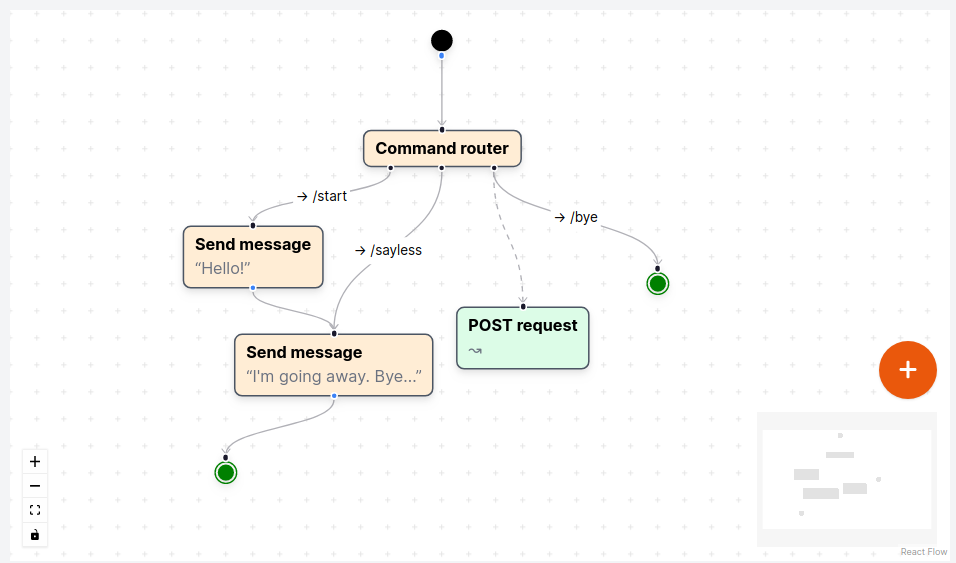 Command router
→ /start
→ /bye
Send message
“Hello!”
→ /sayless
POST request
↝
Send message
“I'm going away. Bye...”
React Flow